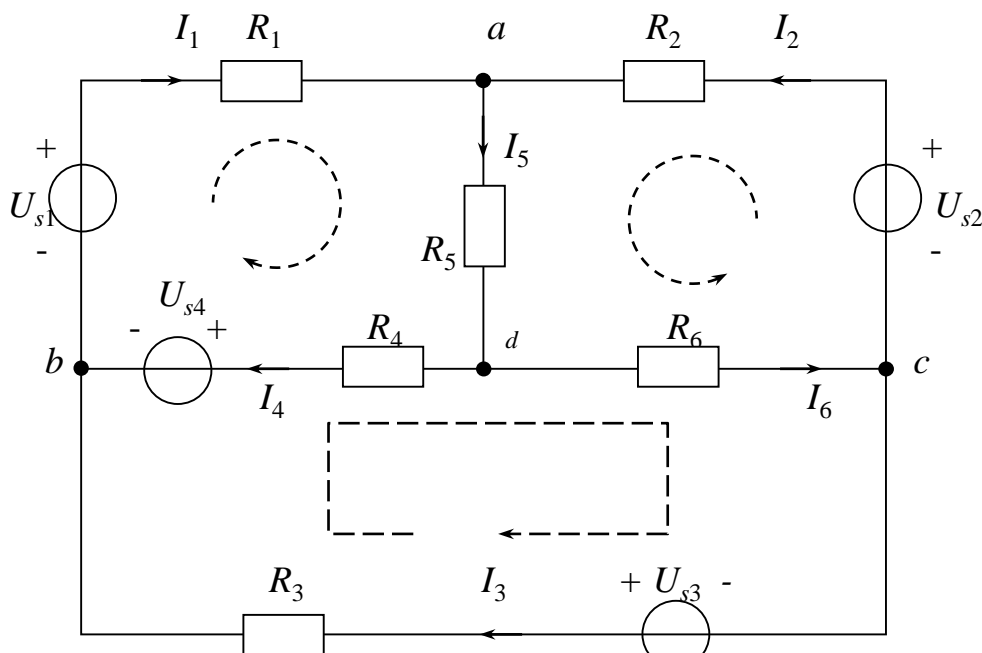 I1 R1 a R2 I2
+ +
I5
Us1 Us2
R5
- -
Us4
- +
R4 d R6
b c
I4 I6
R3 I3 + Us3 -